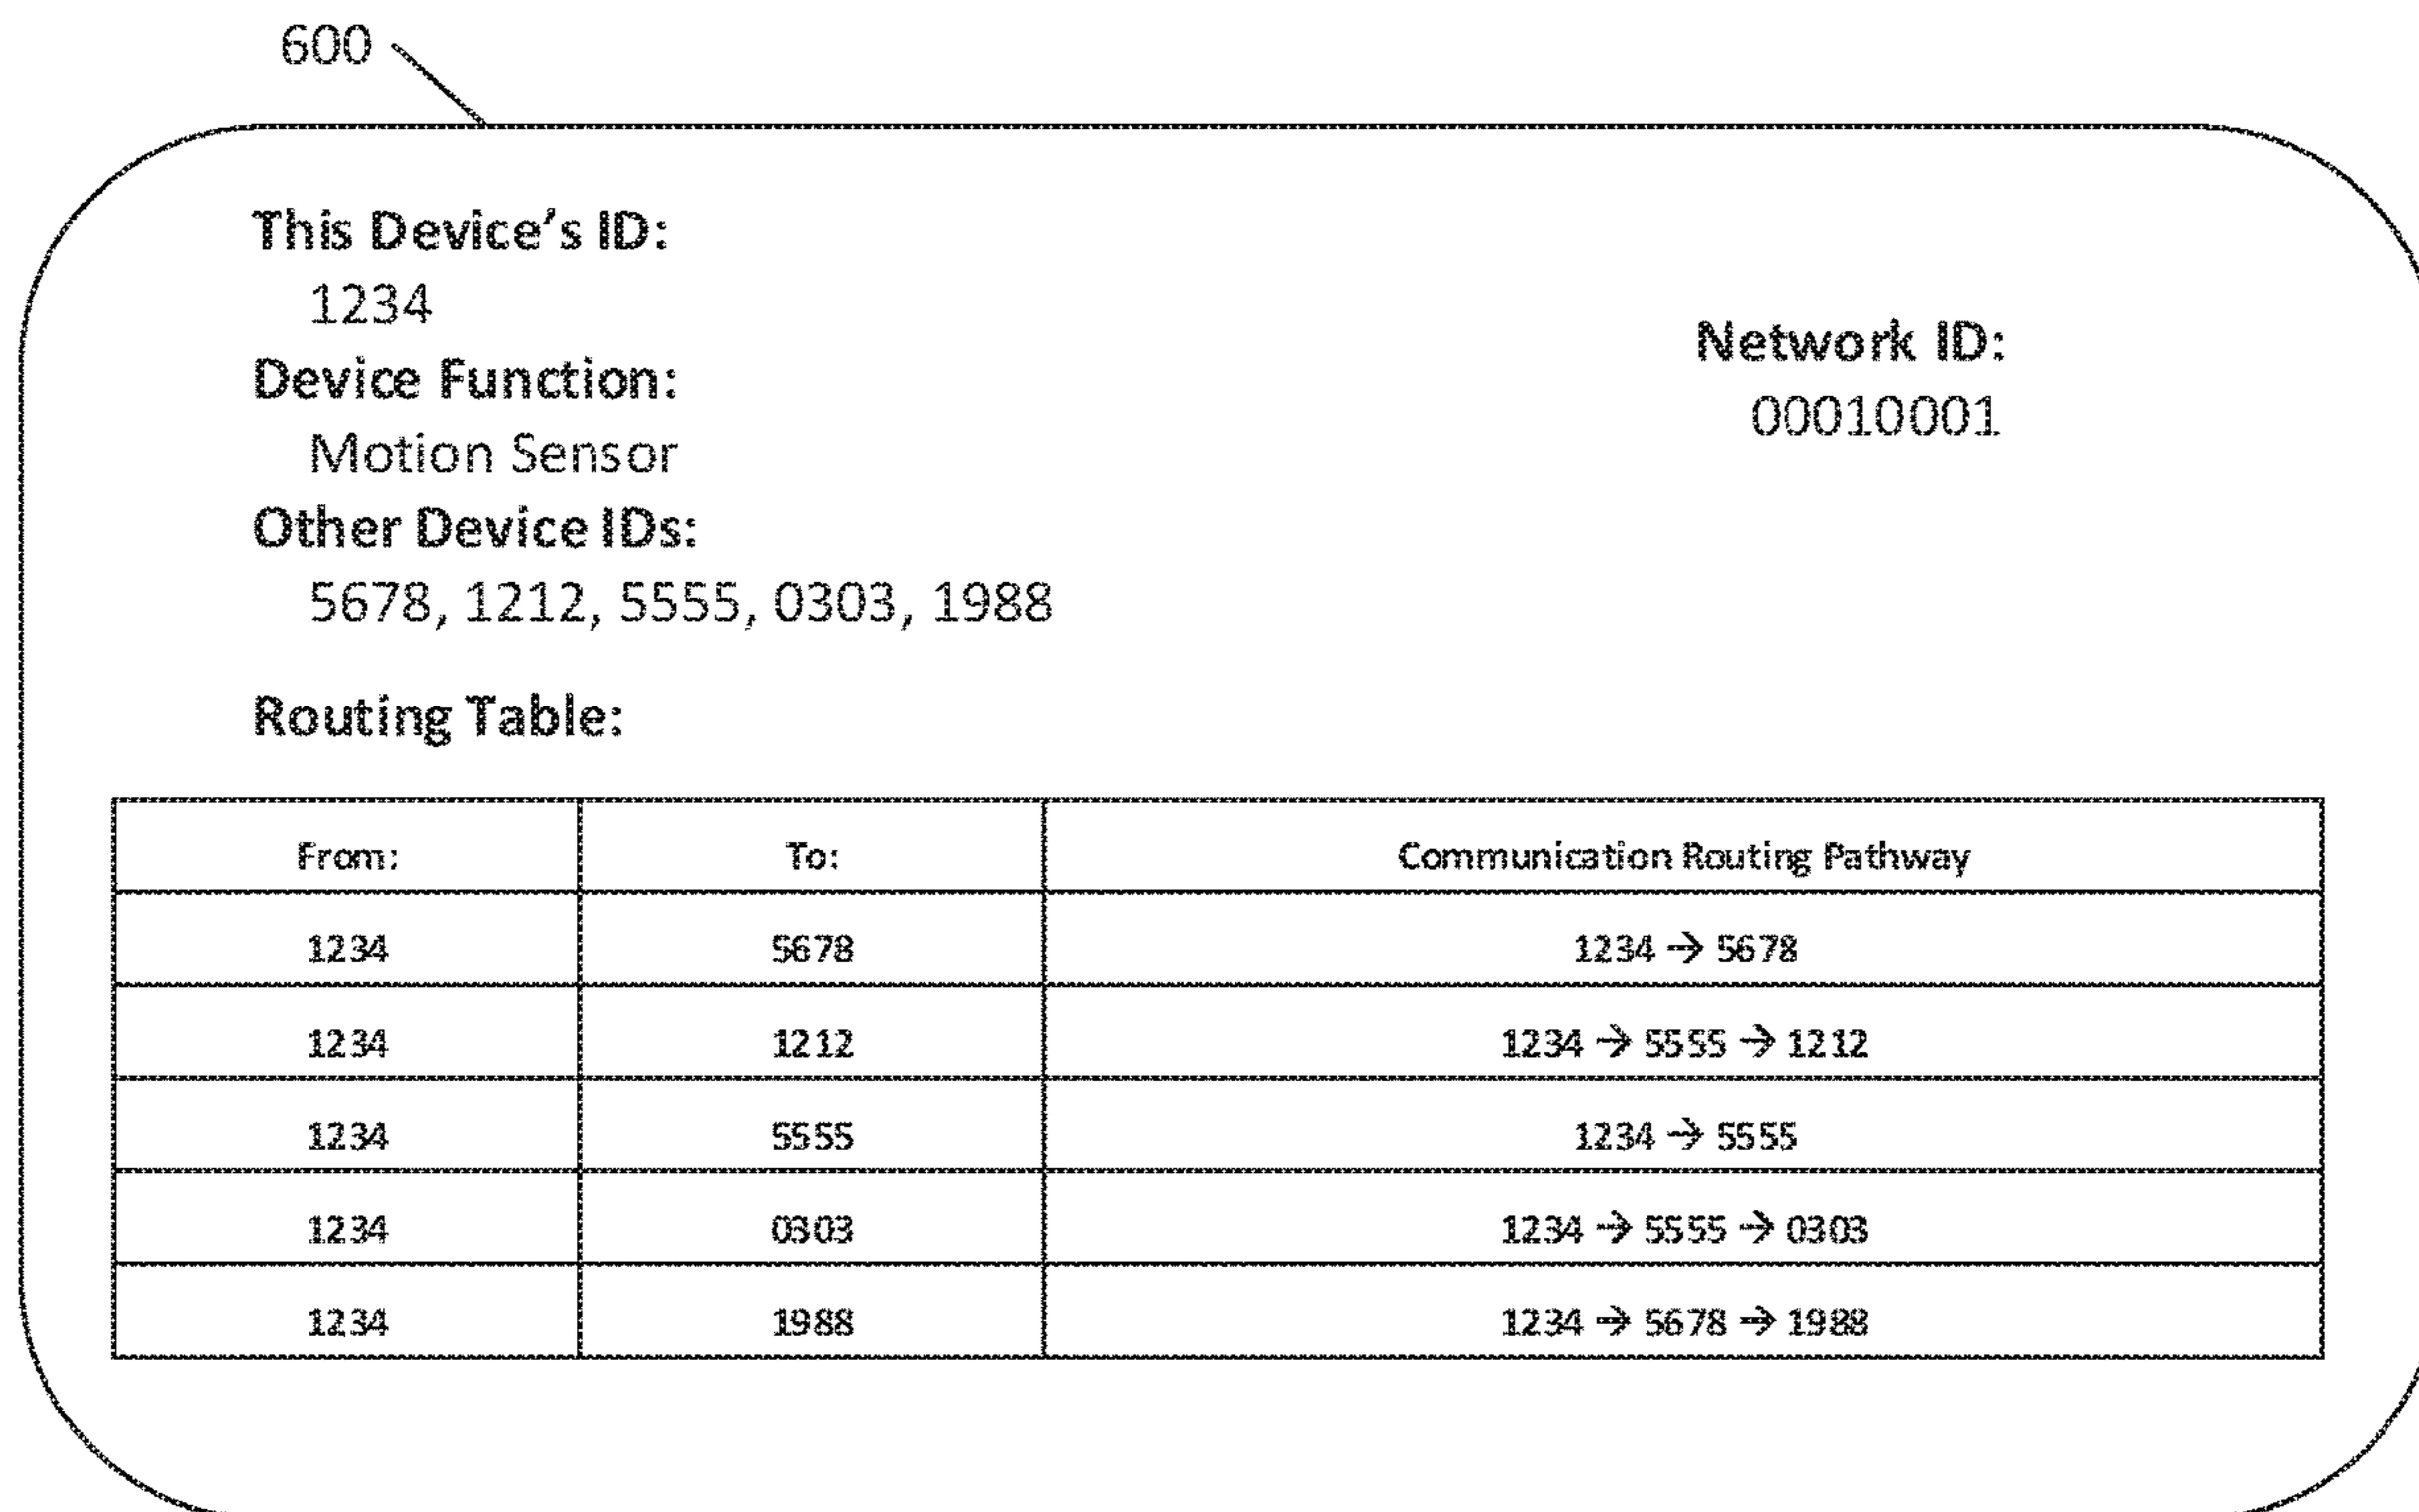 600
This Device’s ID:
1234
Device Function:
Motion Sensor
Other Device IDs:
5678, 1212, 5555, 0303, 1988
Network ID:
00010001
Routing Table:
From: To: Communication Routing Pathway
1234 5678 1234 → 5678
1234 1212 1234 → 5555 → 1212
1234 5555 1234 → 5555
1234 0303 1234 → 5555 → 0303
1234 1988 1234 → 5678 → 1988